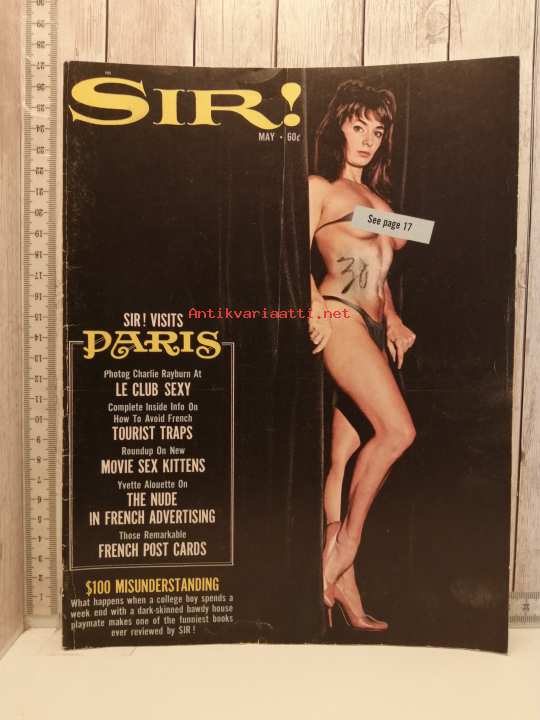 SIR!
MAY • 60¢
See page 17
30
Antikvariaatti.net
SIR! VISITS
PARIS
Photog Charlie Rayburn At
LE CLUB SEXY
Complete Inside Info On
How To Avoid French
TOURIST TRAPS
Roundup On New
MOVIE SEX KITTENS
Yvette Alouette On
THE NUDE
IN FRENCH ADVERTISING
Those Remarkable
FRENCH POST CARDS
$100 MISUNDERSTANDING
What happens when a college boy spends a
week end with a dark-skinned bawdy house
playmate makes one of the funniest books
ever reviewed by SIR!